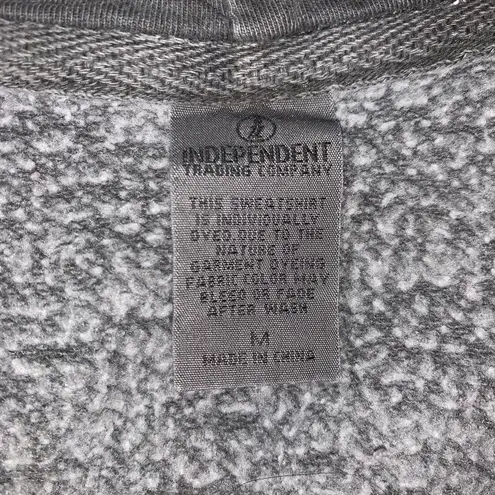 INDEPENDENT
TRADING COMPANY
THIS SWEATSHIRT
IS INDIVIDUALLY
DYED. DUE TO THE
NATURE OF
GARMENT DYEING
FABRIC COLOR MAY
BLEED OR FADE
AFTER WASH
M
MADE IN CHINA